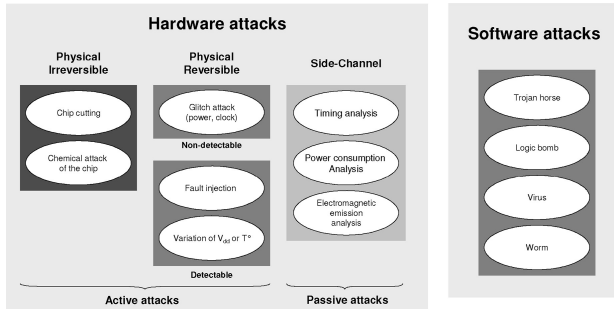 Hardware attacks
Physical
Irreversible
Chip cutting
Chemical attack
of the chip
Physical
Reversible
Glitch attack
(power, clock)
Non-detectable
Fault injection
Variation of Vdd or T°
Detectable
Side-Channel
Timing analysis
Power consumption
Analysis
Electromagnetic
emission
analysis
Active attacks
Passive attacks
Software attacks
Trojan horse
Logic bomb
Virus
Worm